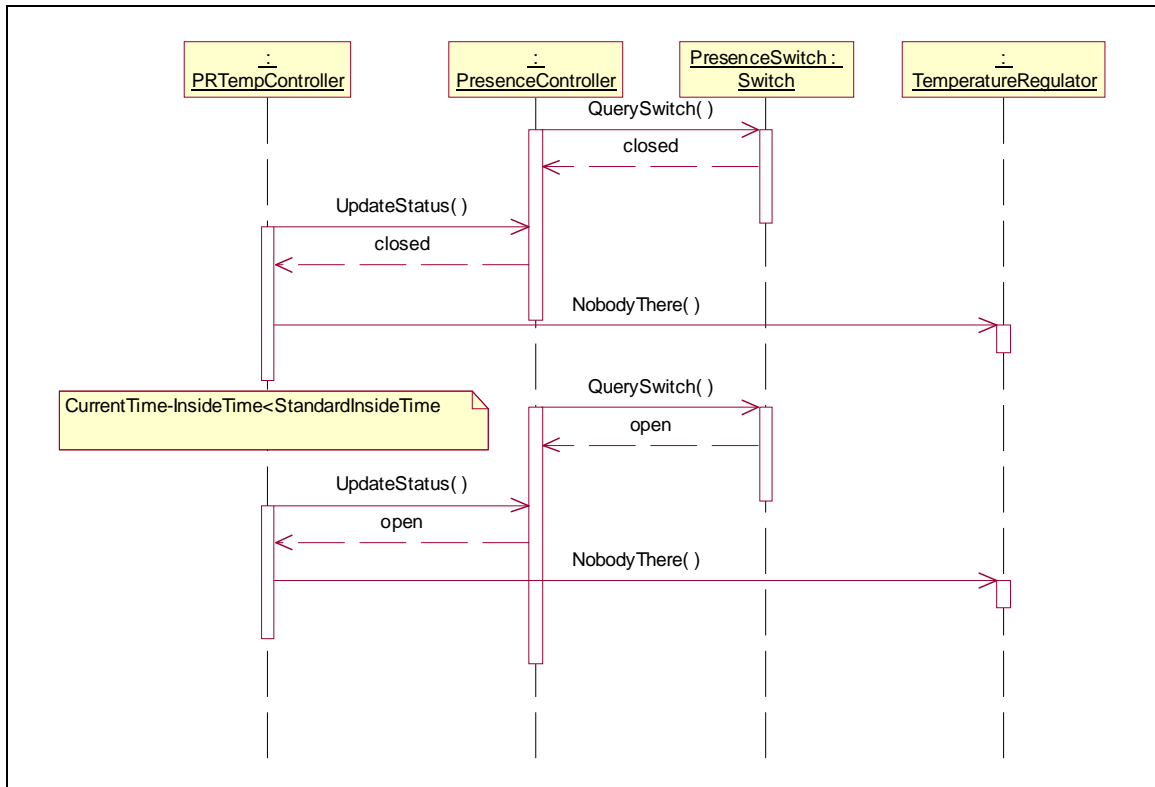 :
PRTempController
:
PresenceController
PresenceSwitch :
Switch
:
TemperatureRegulator
QuerySwitch( )
closed
UpdateStatus( )
closed
NobodyThere( )
CurrentTime-InsideTime<StandardInsideTime
QuerySwitch( )
open
UpdateStatus( )
open
NobodyThere( )